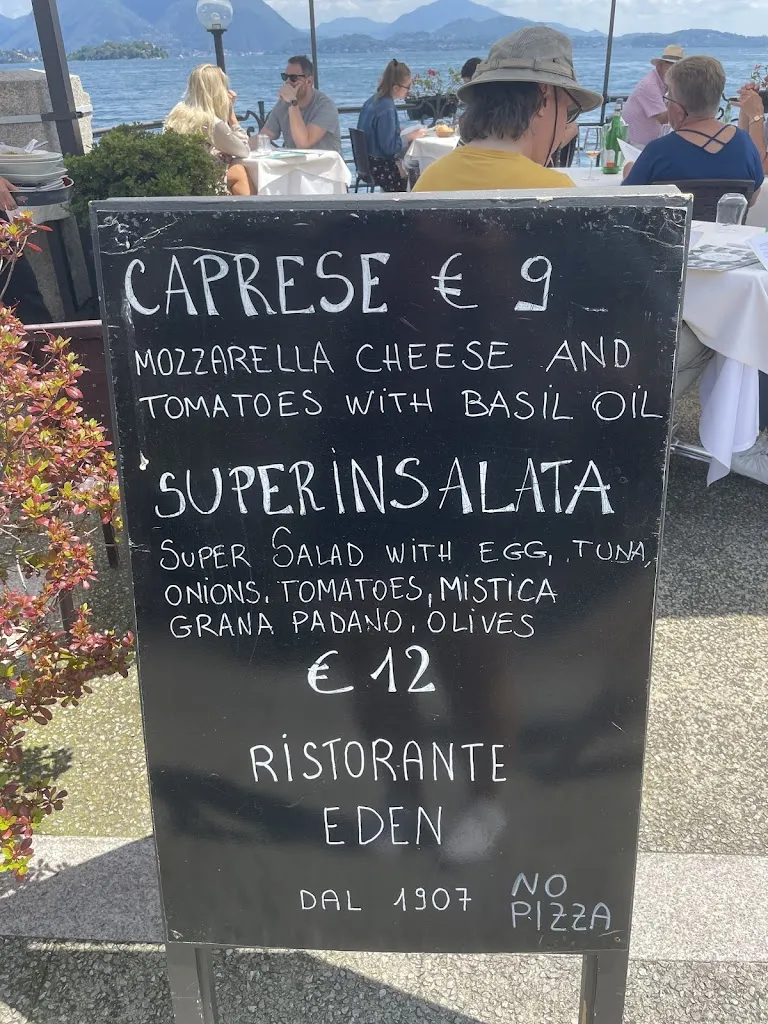 CAPRESE € 9
MOZZARELLA CHEESE AND
TOMATOES WITH BASIL OIL
SUPERINSALATA
SUPER SALAD WITH EGG, TUNA,
ONIONS. TOMATOES, MISTICA
GRANA PADANO, OLIVES
€ 12
RISTORANTE
EDEN
DAL 1907
NO
PIZZA